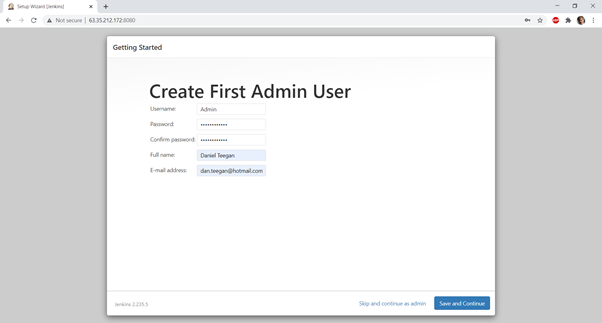 Setup Wizard [Jenkins]
Not secure | 63.35.212.172:8080
Getting Started
Create First Admin User
Username: Admin
Password: ••••••••••••
Confirm password: ••••••••••••
Full name: Daniel Teegan
E-mail address: dan.teegan@hotmail.com
Jenkins 2.235.5 Skip and continue as admin Save and Continue